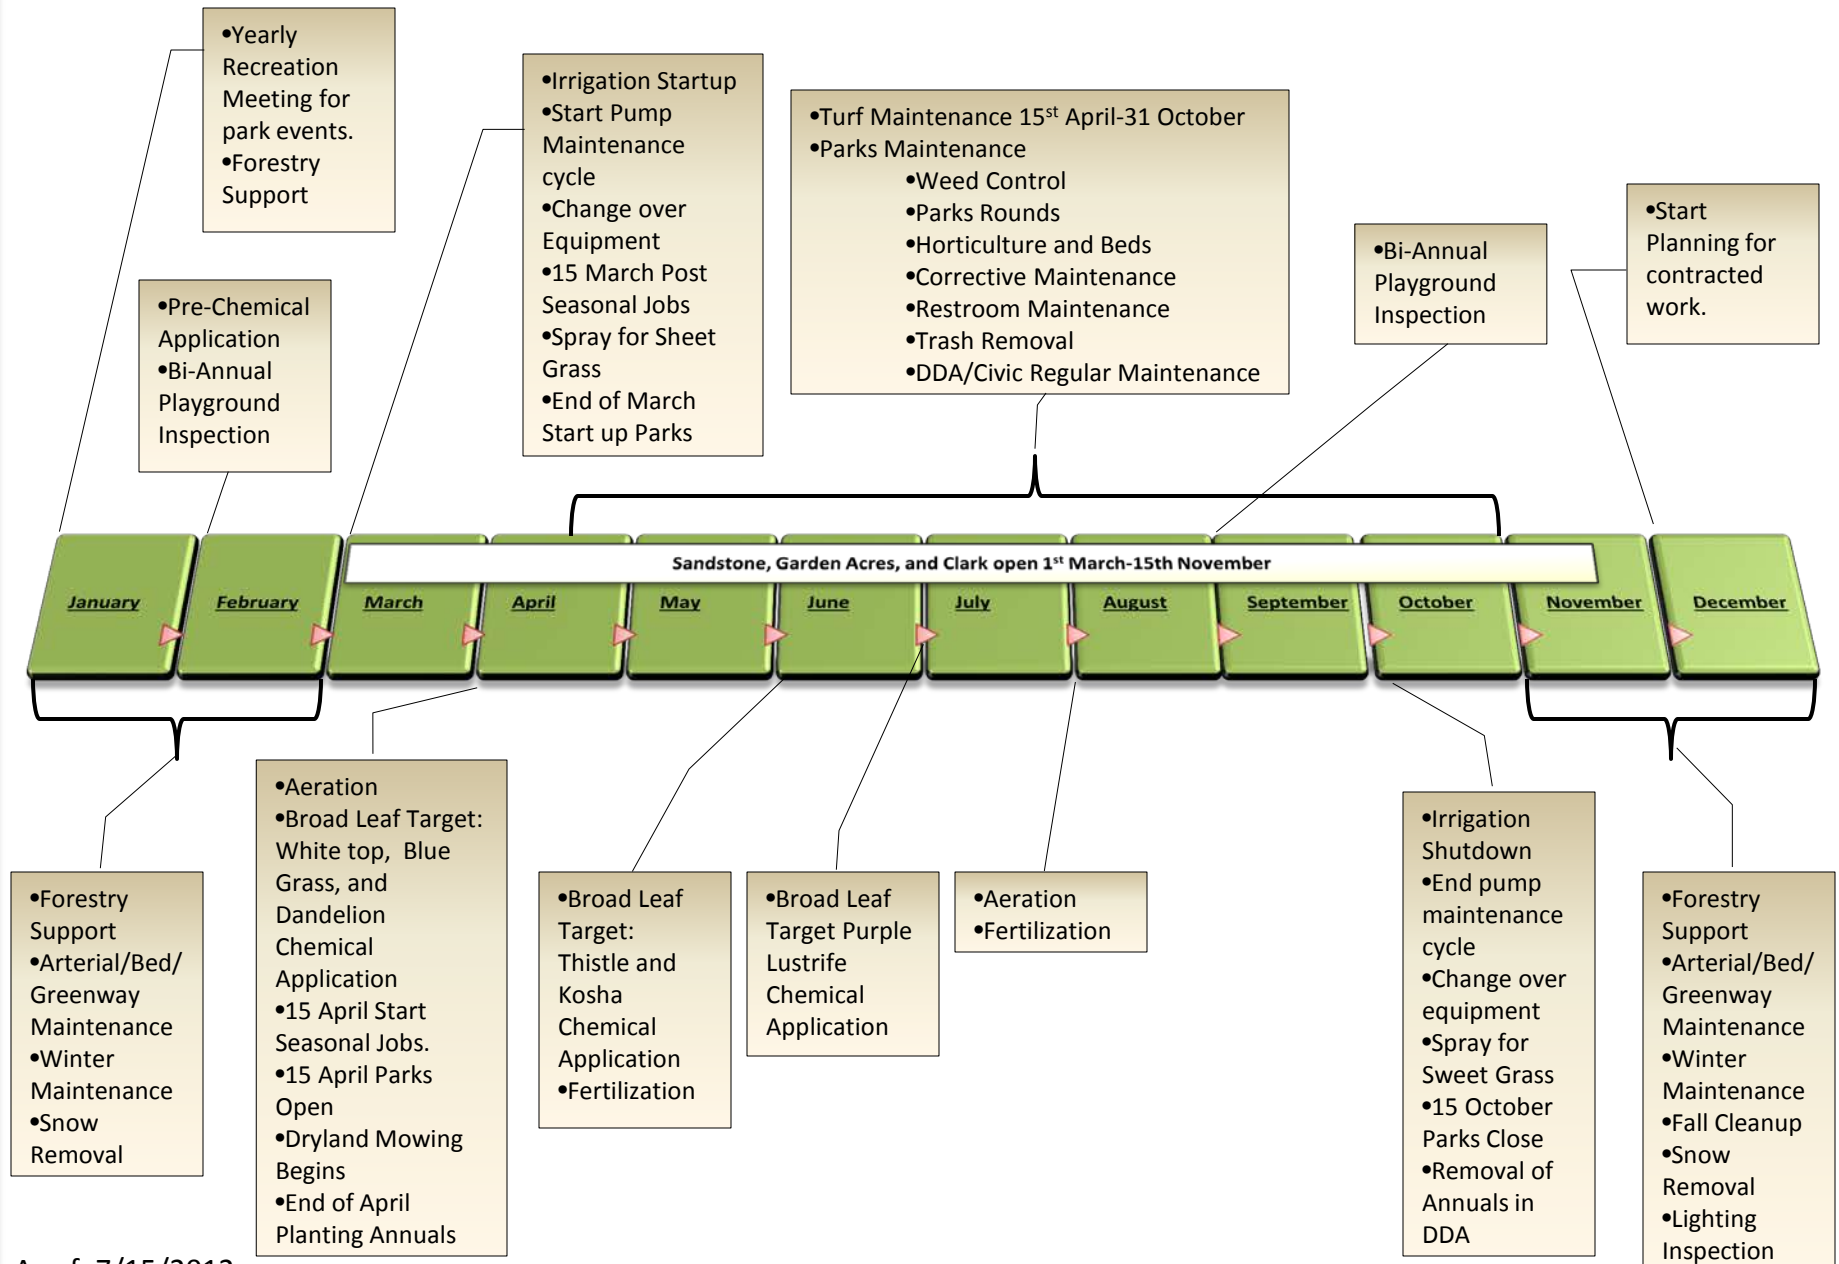 •Yearly
Recreation
Meeting for
park events.
•Forestry
Support
•Pre-Chemical
Application
•Bi-Annual
Playground
Inspection
•Irrigation Startup
•Start Pump
Maintenance
cycle
•Change over
Equipment
•15 March Post
Seasonal Jobs
•Spray for Sheet
Grass
•End of March
Start up Parks
•Turf Maintenance 15st April-31 October
•Parks Maintenance
•Weed Control
•Parks Rounds
•Horticulture and Beds
•Corrective Maintenance
•Restroom Maintenance
•Trash Removal
•DDA/Civic Regular Maintenance
•Bi-Annual
Playground
Inspection
•Start
Planning for
contracted
work.
Sandstone, Garden Acres, and Clark open 1st March-15th November
January
February
March
April
May
June
July
August
September
October
November
December
•Forestry
Support
•Arterial/Bed/
Greenway
Maintenance
•Winter
Maintenance
•Snow
Removal
•Aeration
•Broad Leaf Target:
White top,  Blue
Grass, and
Dandelion
Chemical
Application
•15 April Start
Seasonal Jobs.
•15 April Parks
Open
•Dryland Mowing
Begins
•End of April
Planting Annuals
•Broad Leaf
Target:
Thistle and
Kosha
Chemical
Application
•Fertilization
•Broad Leaf
Target Purple
Lustrife
Chemical
Application
•Aeration
•Fertilization
•Irrigation
Shutdown
•End pump
maintenance
cycle
•Change over
equipment
•Spray for
Sweet Grass
•15 October
Parks Close
•Removal of
Annuals in
DDA
•Forestry
Support
•Arterial/Bed/
Greenway
Maintenance
•Winter
Maintenance
•Fall Cleanup
•Snow
Removal
•Lighting
Inspection